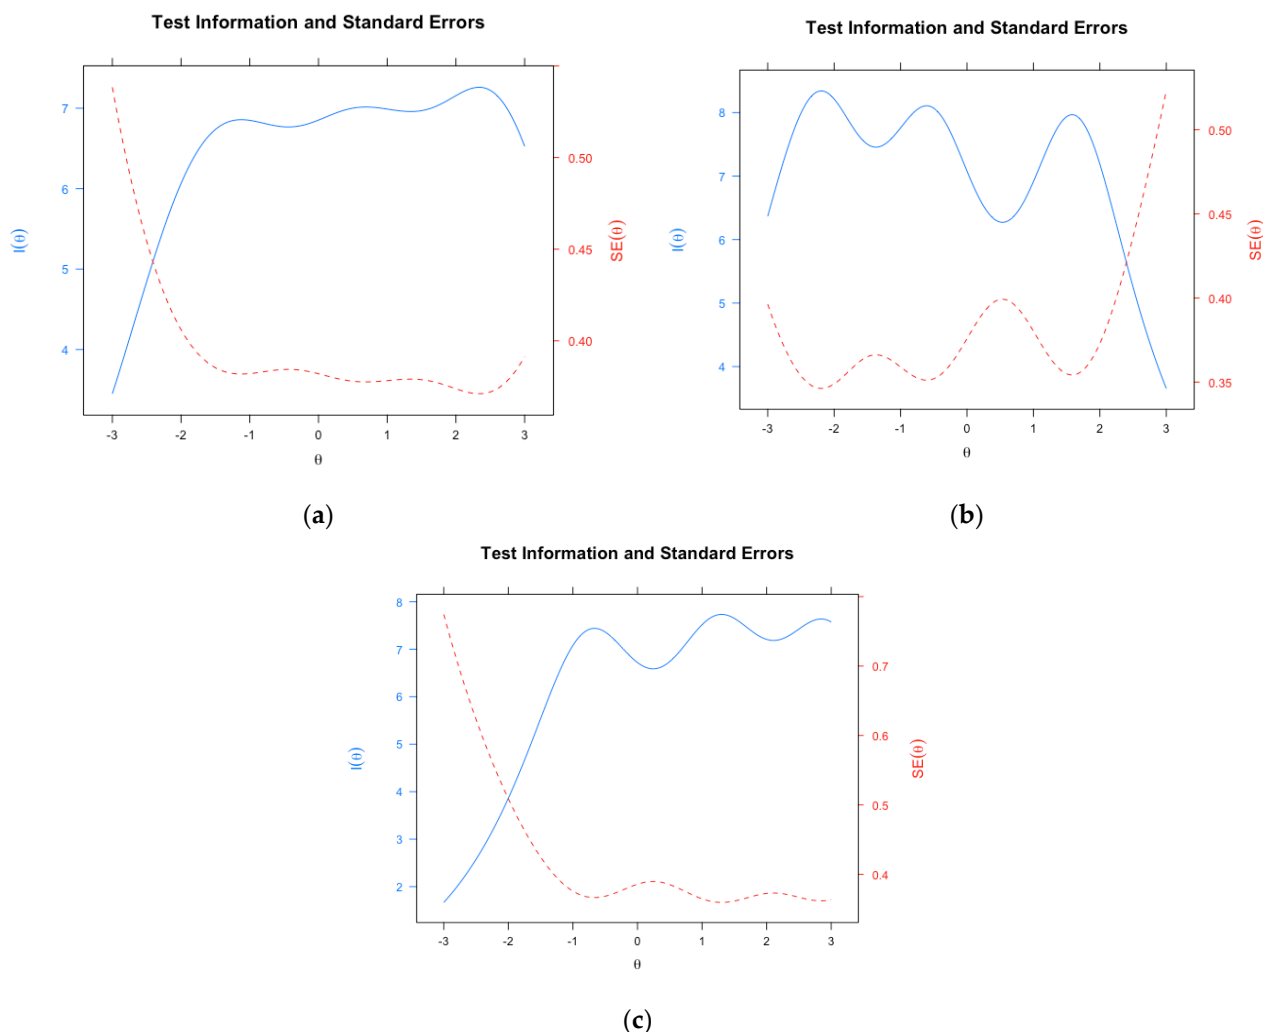 Test Information and Standard Errors
7
6
5
4
I(θ)
0.50
0.45
0.40
SE(θ)
-3 -2 -1 0 1 2 3
θ
(a)
Test Information and Standard Errors
8
7
6
5
4
I(θ)
0.50
0.45
0.40
0.35
SE(θ)
-3 -2 -1 0 1 2 3
θ
(b)
Test Information and Standard Errors
8
7
6
5
4
3
2
I(θ)
0.7
0.6
0.5
0.4
SE(θ)
-3 -2 -1 0 1 2 3
θ
(c)